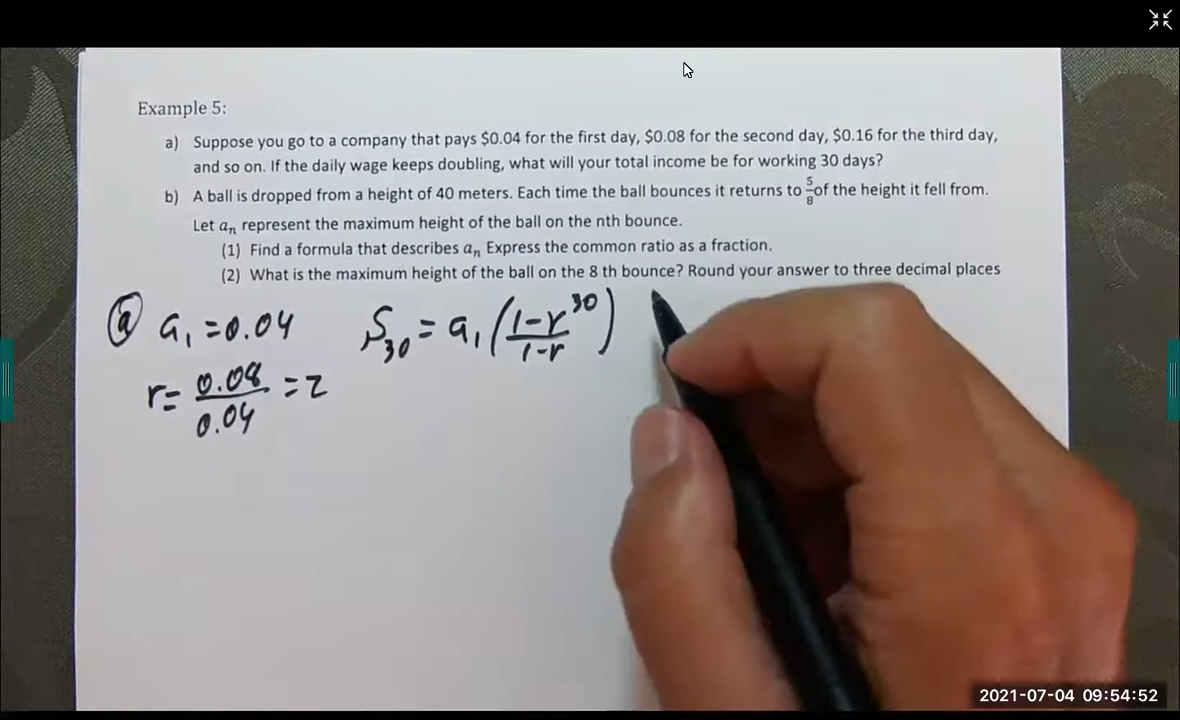 Example 5:
a) Suppose you go to a company that pays $0.04 for the first day, $0.08 for the second day, $0.16 for the third day,
and so on. If the daily wage keeps doubling, what will your total income be for working 30 days?
b) A ball is dropped from a height of 40 meters. Each time the ball bounces it returns to 5/8 of the height it fell from.
Let aₙ represent the maximum height of the ball on the nth bounce.
(1) Find a formula that describes aₙ Express the common ratio as a fraction.
(2) What is the maximum height of the ball on the 8 th bounce? Round your answer to three decimal places
ⓐ a₁ = 0.04 S₃₀ = a₁ ((1-r³⁰)/(1-r))
r = 0.08/0.04 = 2
2021-07-04 09:54:52